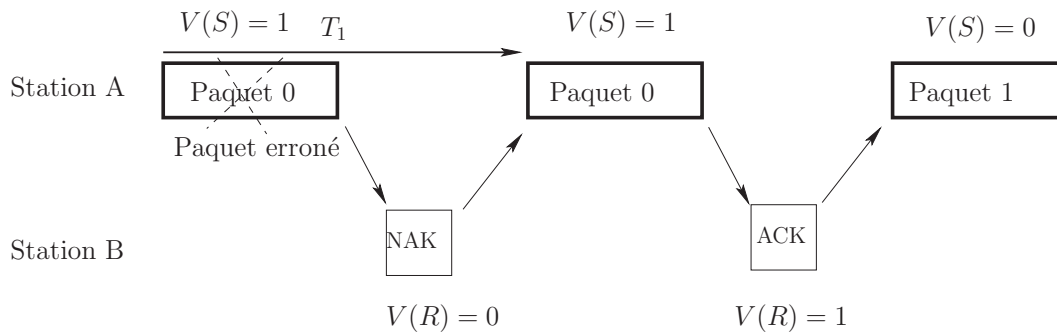 V(S) = 1 T₁ V(S) = 1 V(S) = 0
Station A Paquet 0 Paquet 0 Paquet 1
Paquet erroné
Station B NAK ACK
V(R) = 0 V(R) = 1